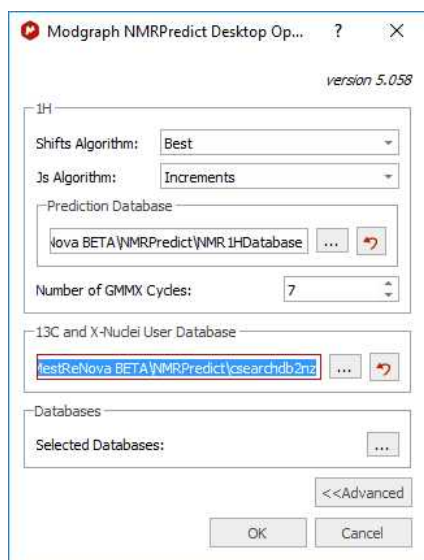 Modgraph NMRPredict Desktop Op... ?
version 5.058
1H
Shifts Algorithm: Best
Js Algorithm: Increments
Prediction Database
Nova BETA\NMRPredict\NMR1HDatabase ...
Number of GMMX Cycles: 7
13C and X-Nuclei User Database
MestReNova BETA\NMRPredict\csearchdb2nz ...
Databases
Selected Databases: ...
<<Advanced
OK Cancel